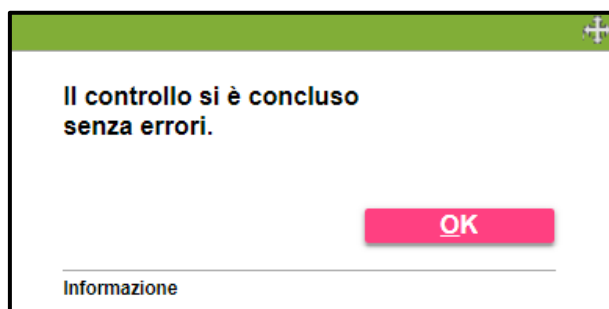 Il controllo si è concluso
senza errori.
OK
Informazione